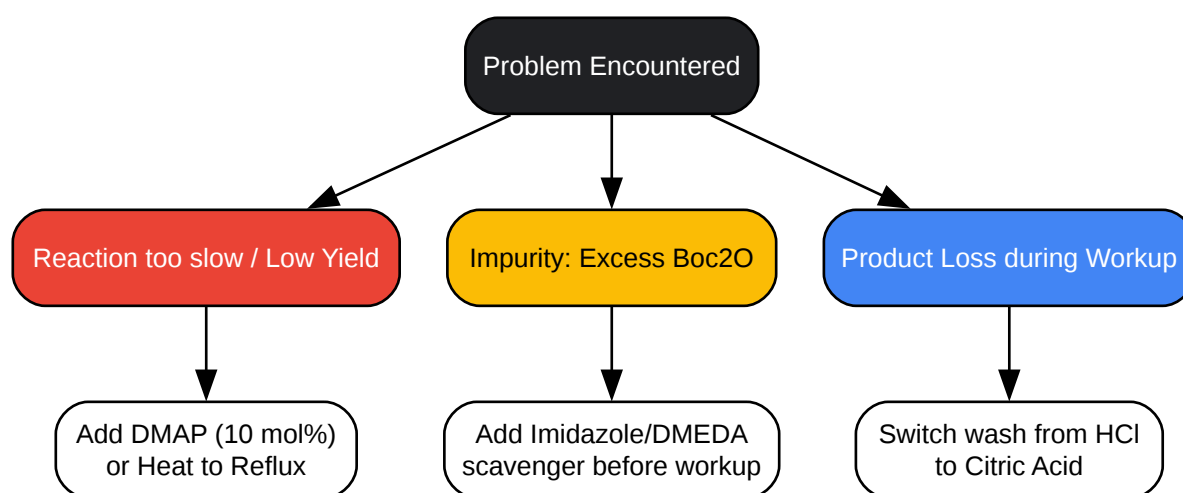 Problem Encountered
Reaction too slow / Low Yield
Impurity: Excess Boc2O
Product Loss during Workup
Add DMAP (10 mol%)
or Heat to Reflux
Add Imidazole/DMEDA
scavenger before workup
Switch wash from HCl
to Citric Acid